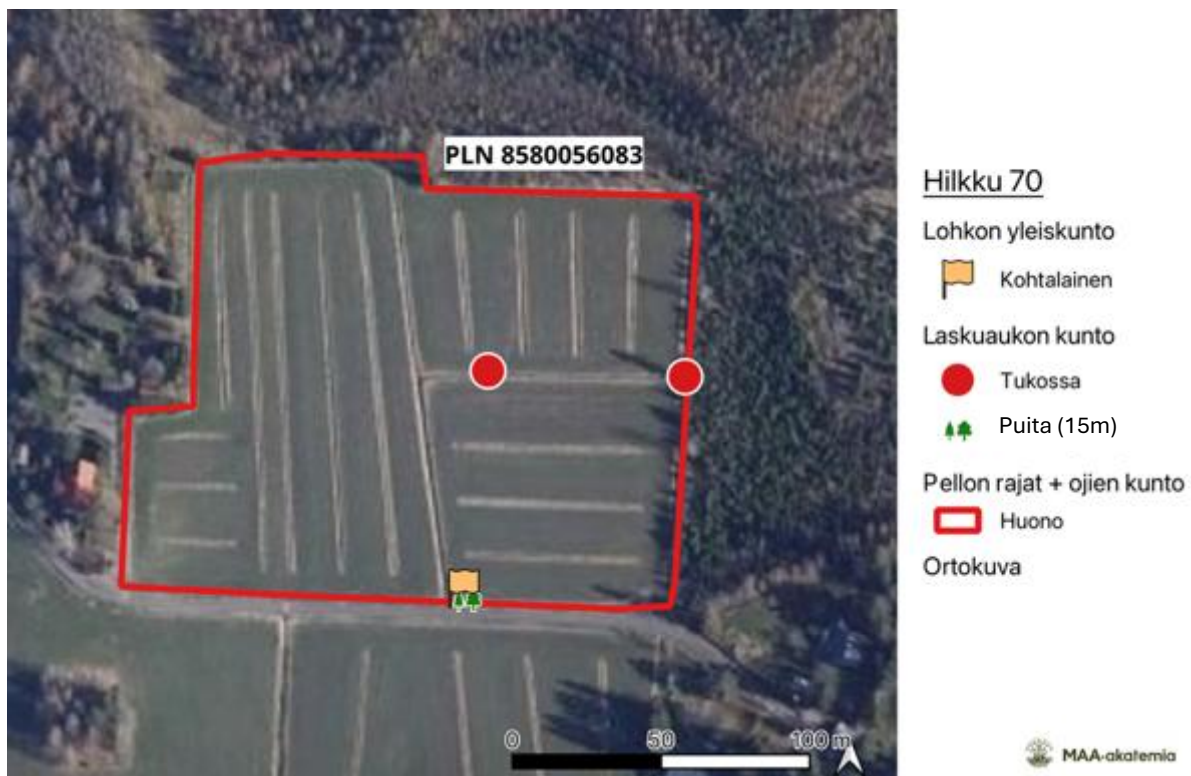 PLN 8580056083
Hilkku 70
Lohkon yleiskunto
Kohtalainen
Laskuaukon kunto
Tukossa
Puita (15m)
Pellon rajat + ojien kunto
Huono
Ortokuva
0 50 100 m
MAA-akatemia